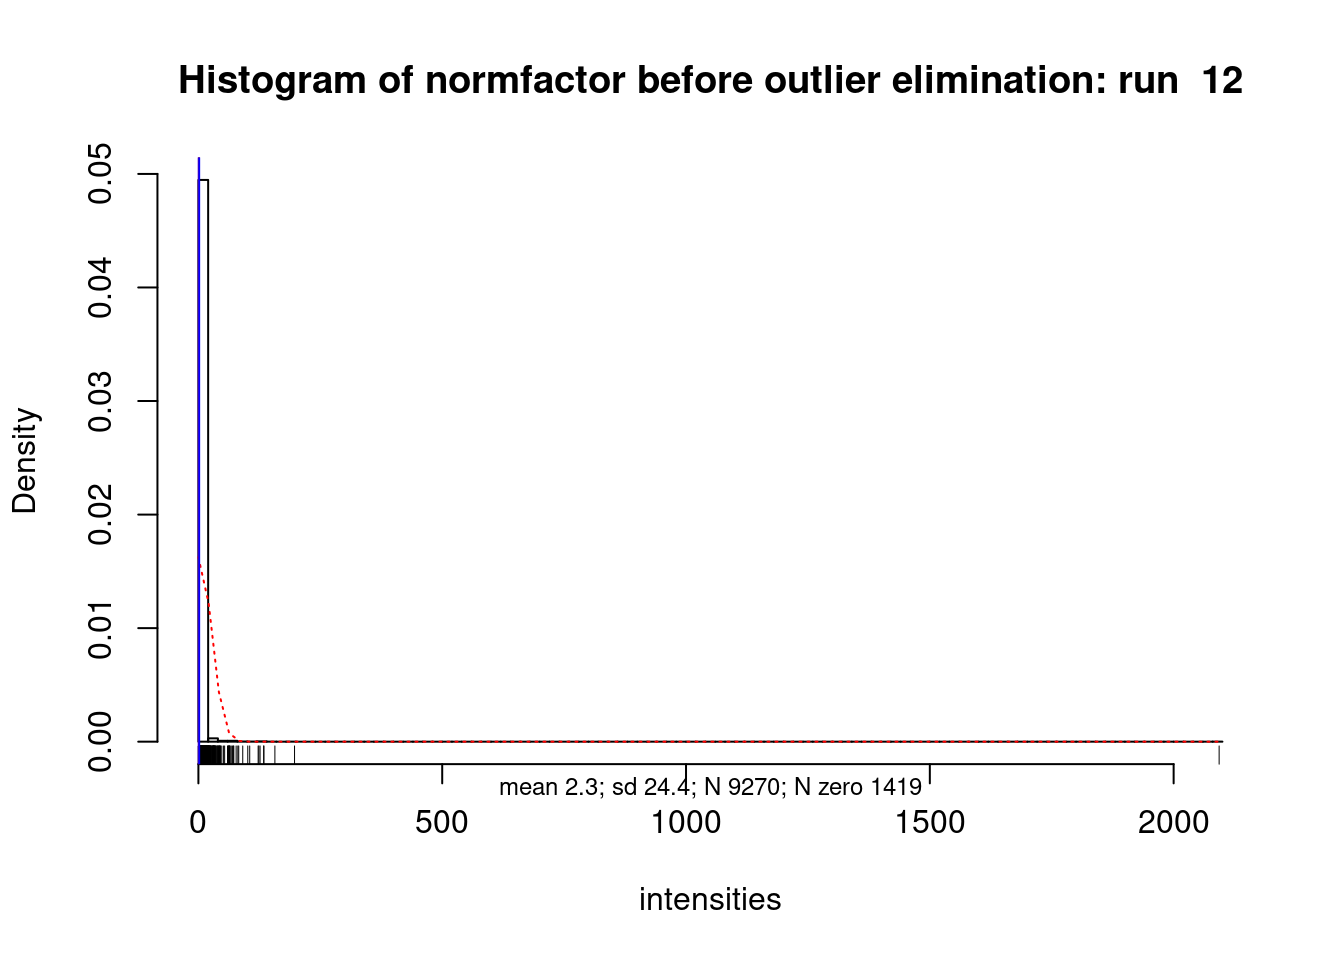 Histogram of normfactor before outlier elimination: run  12
Density
0.05
0.04
0.03
0.02
0.01
0.00
mean 2.3; sd 24.4; N 9270; N zero 1419
0 500 1000 1500 2000
intensities